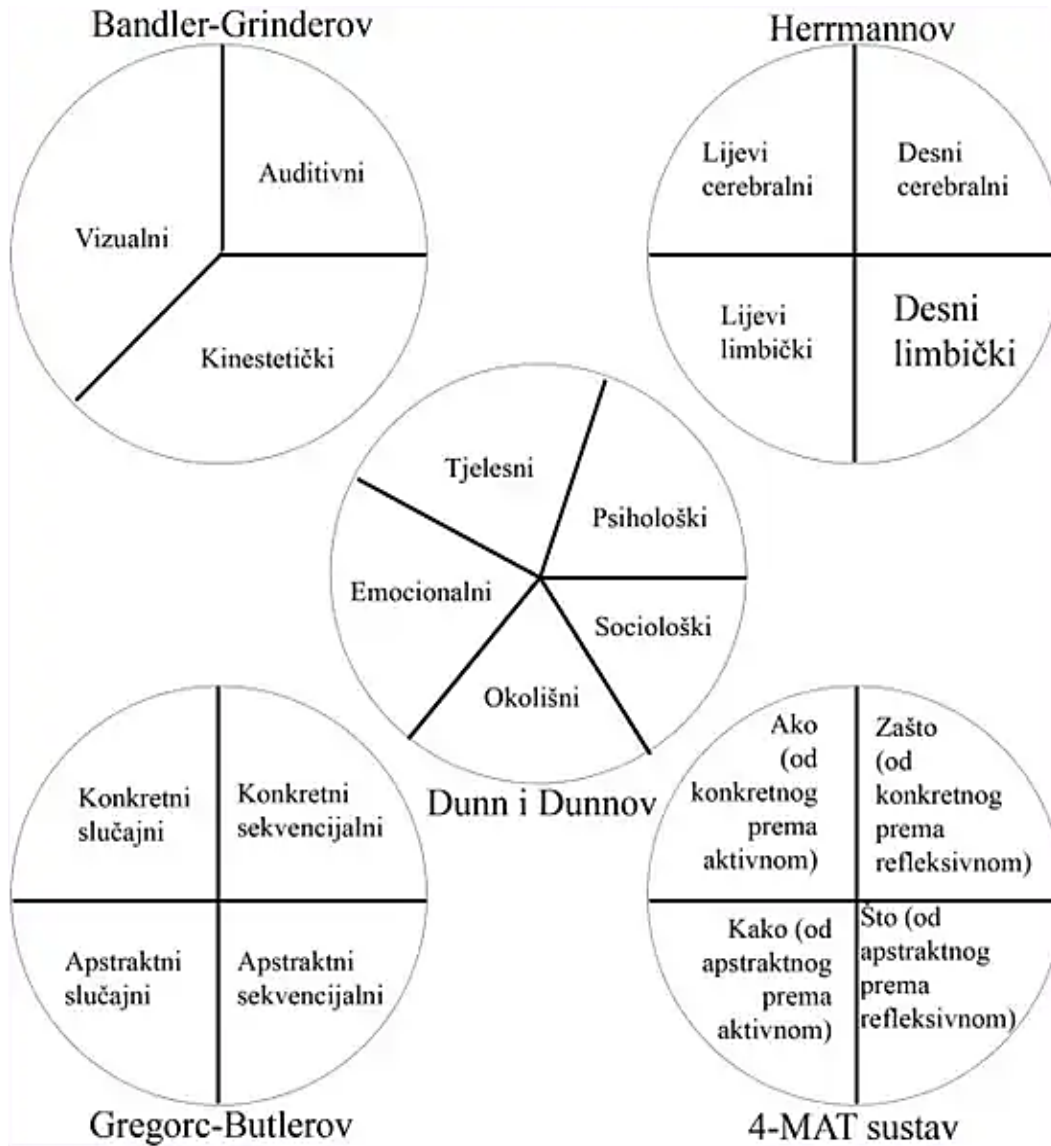 Bandler-Grinderov
Auditivni
Vizualni
Kinestetički
Herrmannov
Lijevi
cerebralni
Desni
cerebralni
Lijevi
limbički
Desni
limbički
Tjelesni
Psihološki
Emocionalni
Sociološki
Okolišni
Dunn i Dunnov
Konkretni
slučajni
Konkretni
sekvencijalni
Apstraktni
slučajni
Apstraktni
sekvencijalni
Gregorc-Butlerov
Ako
(od
konkretnog
prema
aktivnom)
Zašto
(od
konkretnog
prema
refleksivnom)
Kako (od
apstraktnog
prema
aktivnom)
Što (od
apstraktnog
prema
refleksivnom)
4-MAT sustav